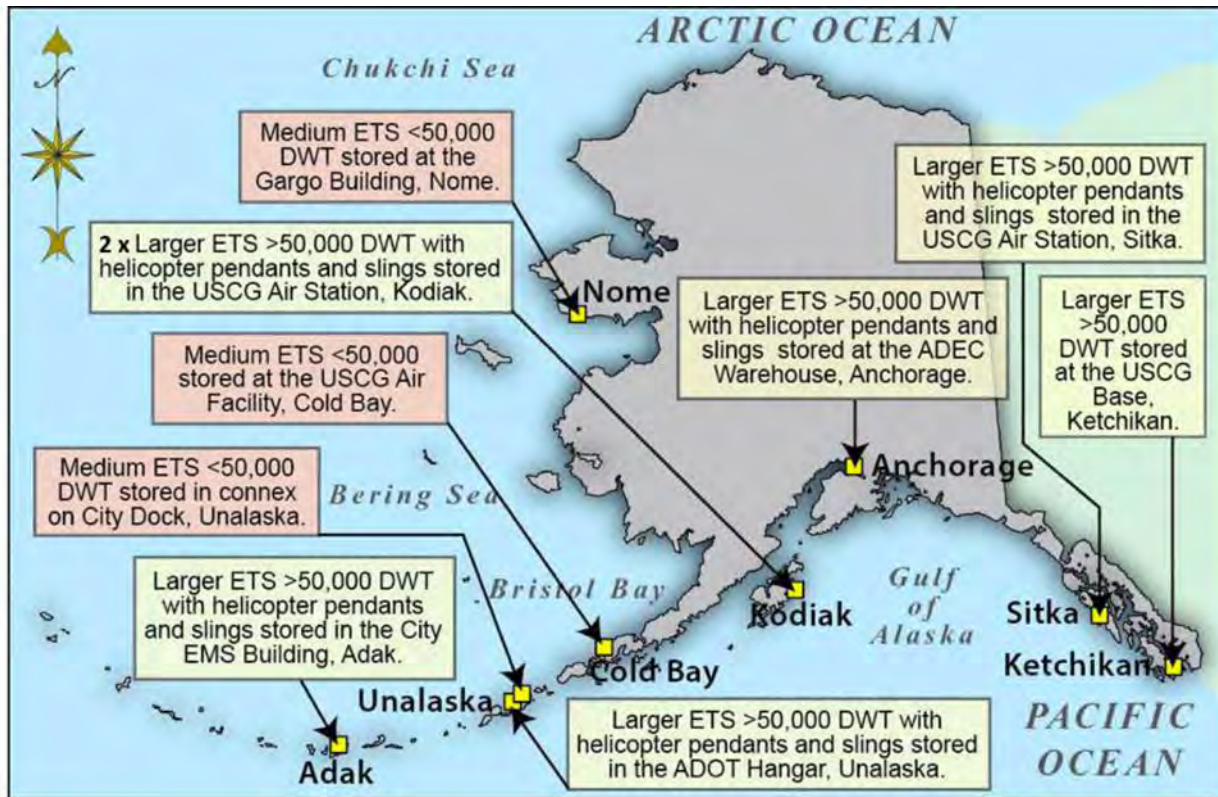 ARCTIC OCEAN
N
Chukchi Sea
Medium ETS <50,000
DWT stored at the
Gargo Building, Nome.
Larger ETS >50,000 DWT
with helicopter pendants
and slings stored in the
USCG Air Station, Sitka.
2 x Larger ETS >50,000 DWT with
helicopter pendants and slings stored
in the USCG Air Station, Kodiak.
Nome
Larger ETS >50,000 DWT
with helicopter pendants and
slings stored at the ADEC
Warehouse, Anchorage.
Larger ETS
>50,000
DWT stored
at the USCG
Base,
Ketchikan.
Medium ETS <50,000
stored at the USCG Air
Facility, Cold Bay.
Anchorage
Medium ETS <50,000
DWT stored in connex
on City Dock, Unalaska.
Bering Sea
Larger ETS >50,000 DWT
with helicopter pendants
and slings stored in the City
EMS Building, Adak.
Bristol Bay
Kodiak
Gulf
of
Alaska
Sitka
Cold Bay
Ketchikan
Unalaska
Adak
Larger ETS >50,000 DWT with
helicopter pendants and slings stored
in the ADOT Hangar, Unalaska.
PACIFIC
OCEAN